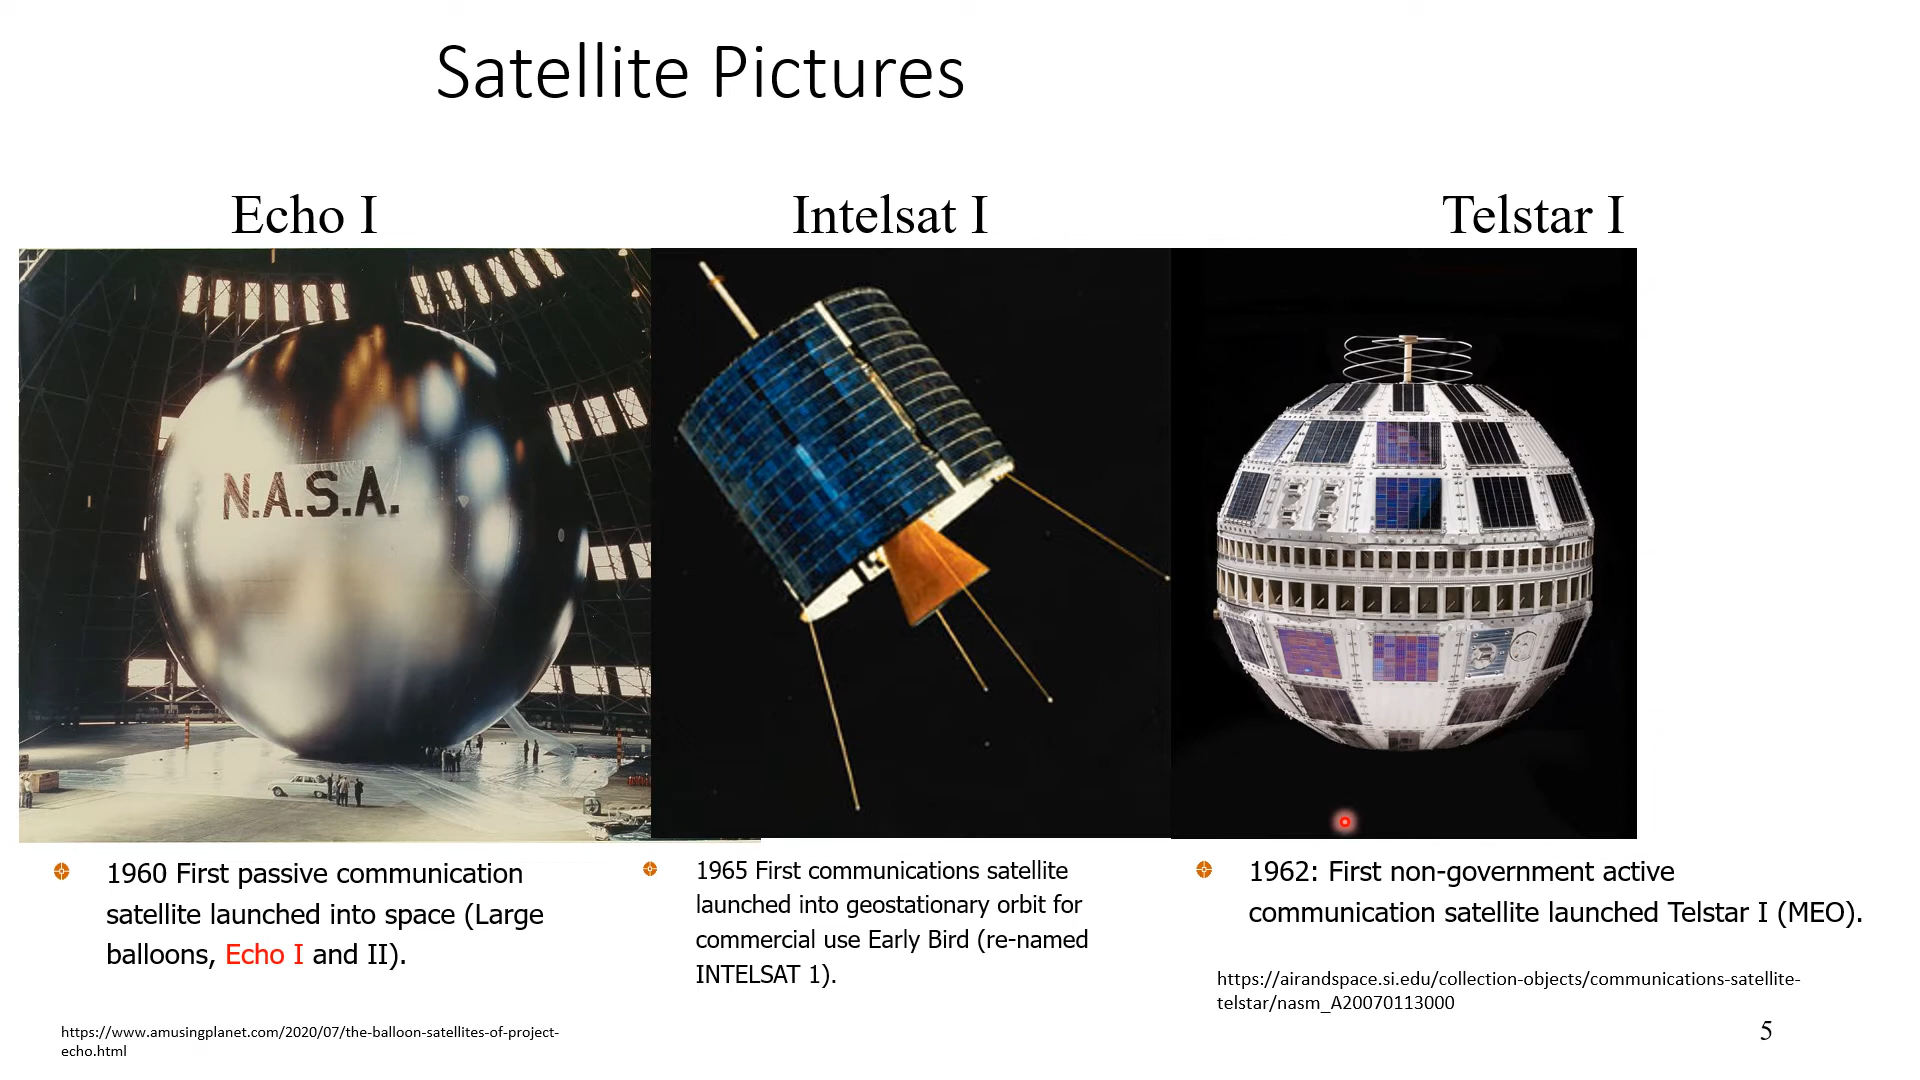 Satellite Pictures
Echo I
Intelsat I
Telstar I
N.A.S.A.
1960 First passive communication
satellite launched into space (Large
balloons, Echo I and II).
1965 First communications satellite
launched into geostationary orbit for
commercial use Early Bird (re-named
INTELSAT 1).
1962: First non-government active
communication satellite launched Telstar I (MEO).
https://airandspace.si.edu/collection-objects/communications-satellite-
telstar/nasm_A20070113000
https://www.amusingplanet.com/2020/07/the-balloon-satellites-of-project-
echo.html
5